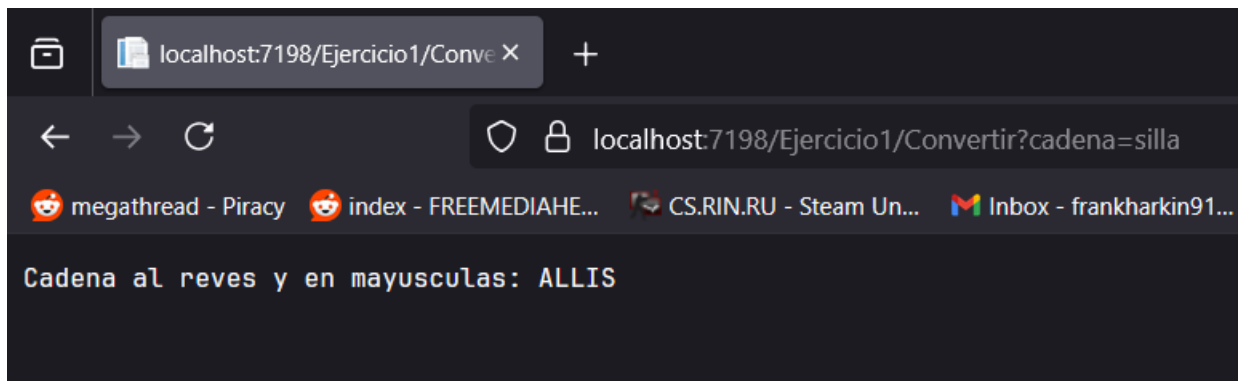 localhost:7198/Ejercicio1/Conve
localhost:7198/Ejercicio1/Convertir?cadena=silla
megathread - Piracy index - FREEMEDIAHE... CS.RIN.RU - Steam Un... Inbox - frankharkin91...
Cadena al reves y en mayusculas: ALLIS